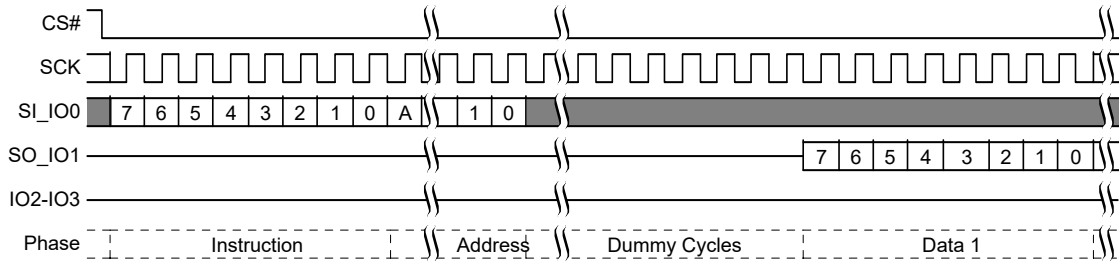 CS#
SCK
SI_IO0 7 6 5 4 3 2 1 0 A 1 0
SO_IO1 7 6 5 4 3 2 1 0
IO2-IO3
Phase Instruction Address Dummy Cycles Data 1